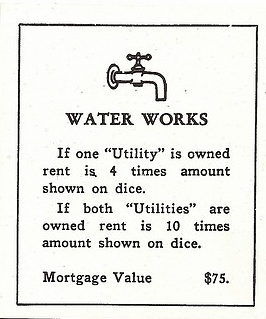 WATER WORKS
If one "Utility" is owned
rent is 4 times amount
shown on dice.
If both "Utilities" are
owned rent is 10 times
amount shown on dice.
Mortgage Value $75.